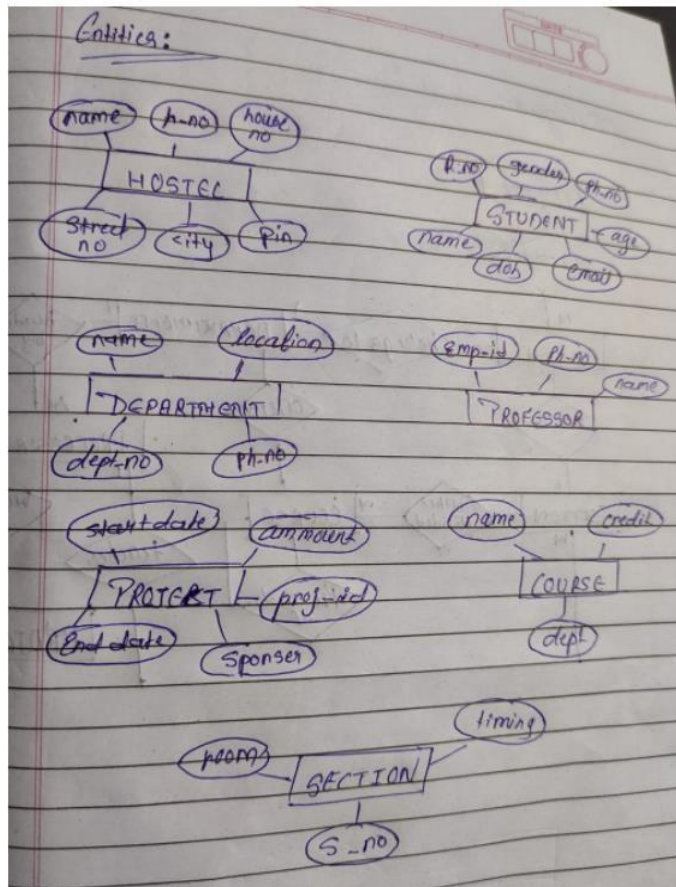 Entities:
name h-no house no
HOSTEL
street no city pin
R.no gender ph.no
STUDENT
age
name dob email
name location
DEPARTMENT
dept-no ph-no
Emp-id Ph-no name
PROFESSOR
start date ammount
PROJECT
proj-id
End date sponser
name credit
COURSE
dept
room timing
SECTION
S_no